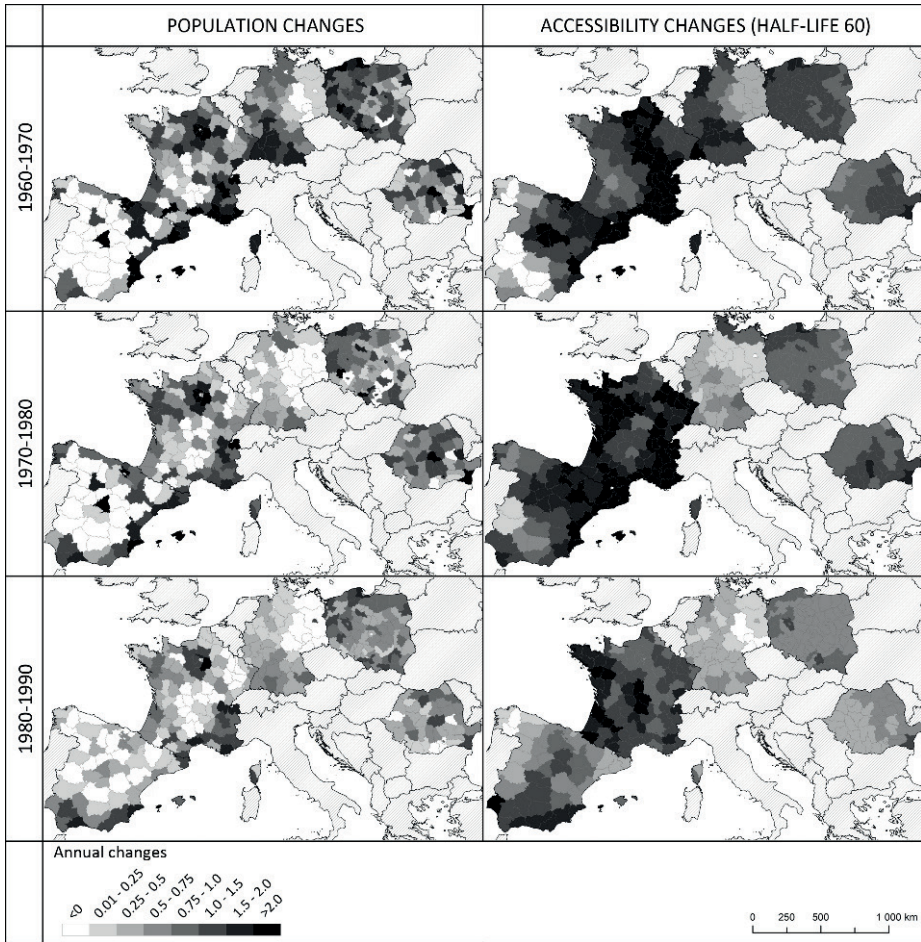 POPULATION CHANGES
ACCESSIBILITY CHANGES (HALF-LIFE 60)
1960-1970
1970-1980
1980-1990
Annual changes
<0
0.01 - 0.25
0.25 - 0.5
0.5 - 0.75
0.75 - 1.0
1.0 - 1.5
1.5 - 2.0
>2.0
0 250 500 1 000 km